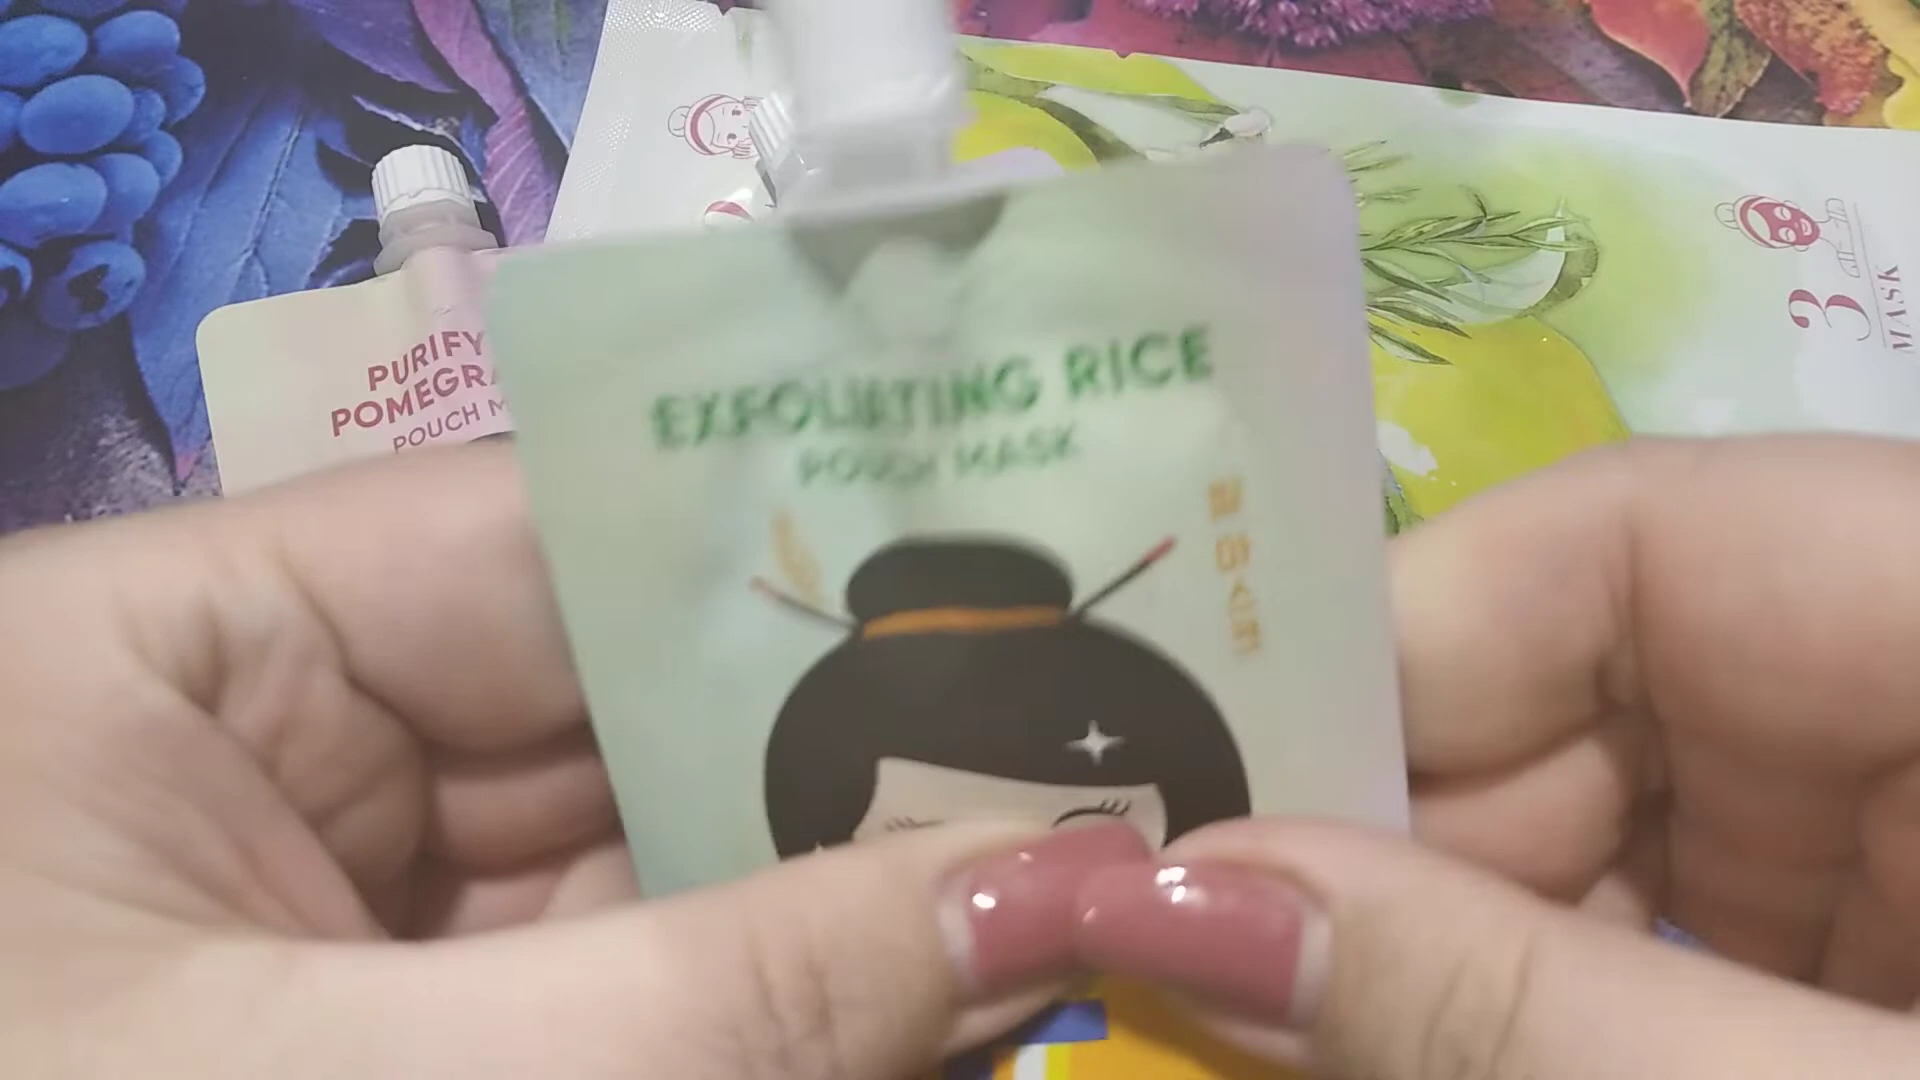 PURIFY
POMEGRA
POUCH M
EXFOLIATING RICE
POUCH MASK
3
MASK